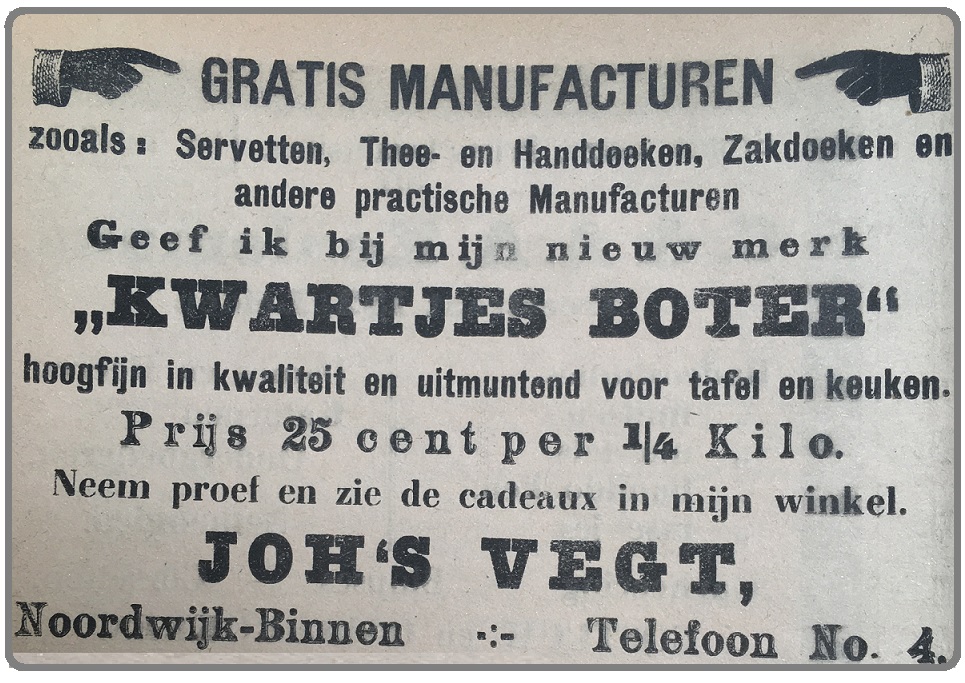 GRATIS MANUFACTUREN
zooals: Servetten, Thee- en Handdoeken, Zakdoeken en
andere practische Manufacturen
Geef ik bij mijn nieuw merk
„KWARTJES BOTER“
hoogfijn in kwaliteit en uitmuntend voor tafel en keuken.
Prijs 25 cent per 1/4 Kilo.
Neem proef en zie de cadeaux in mijn winkel.
JOH‘S VEGT,
Noordwijk-Binnen -:- Telefoon No. 4.